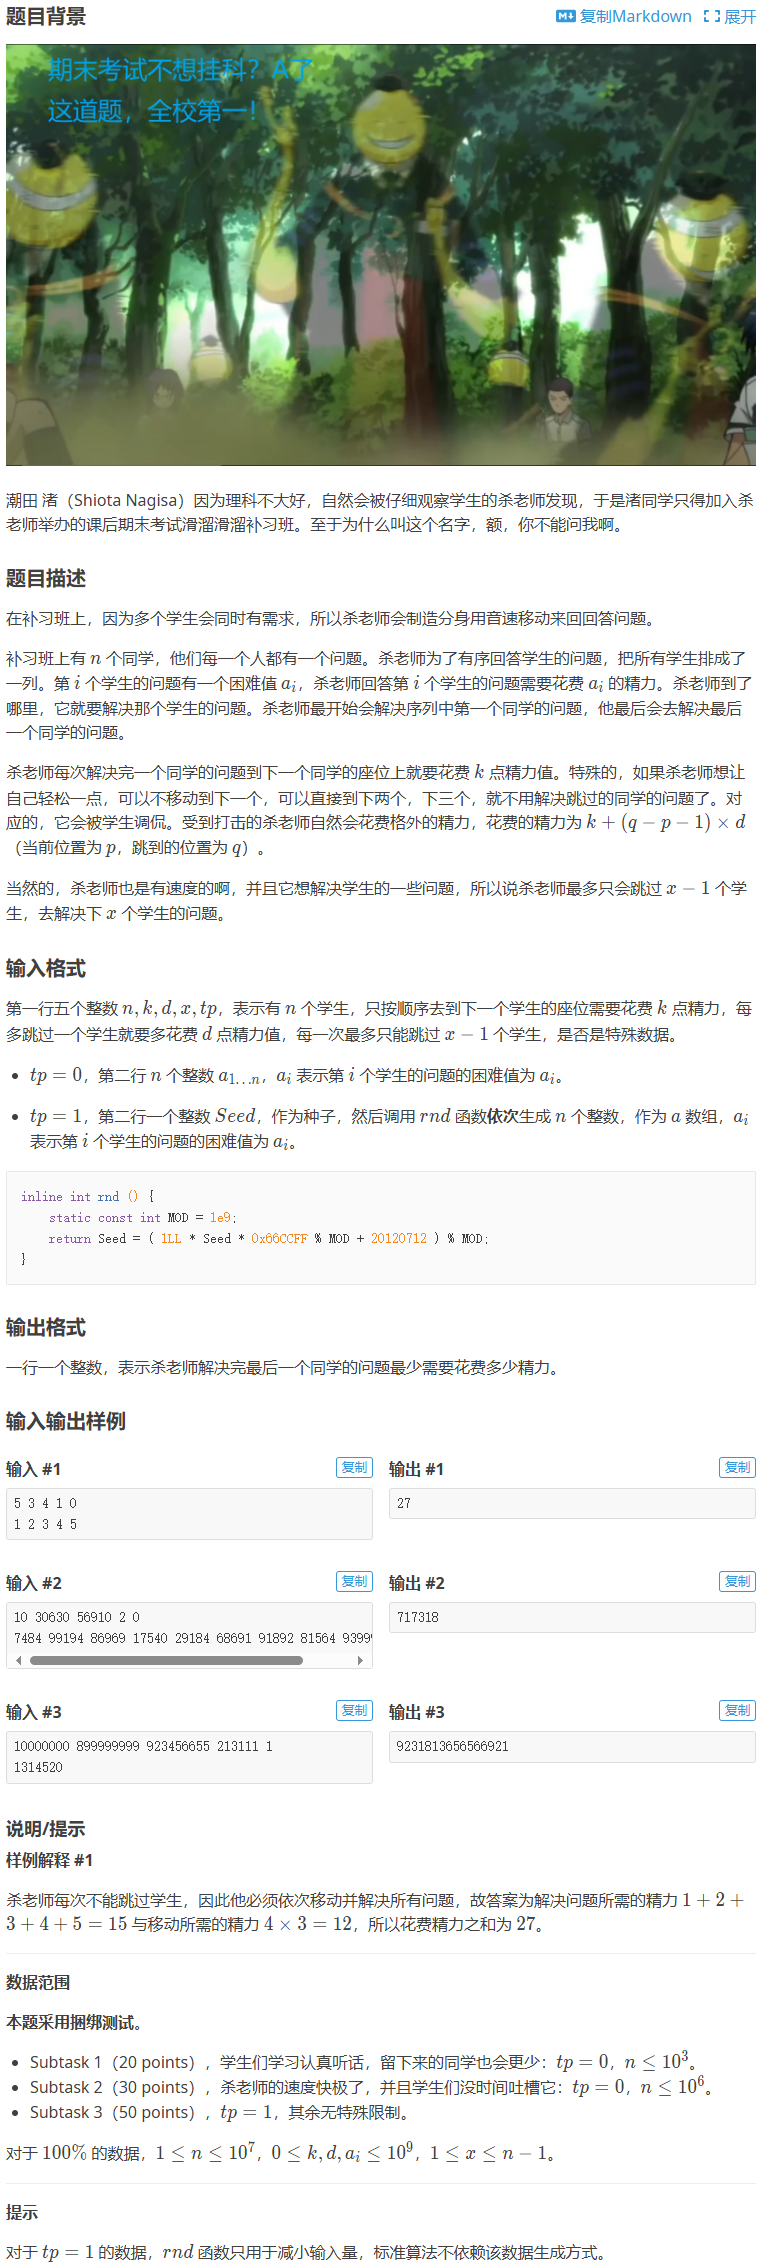 题目背景
复制Markdown 展开
期末考试不想挂科？A了
这道题，全校第一！
潮田 渚（Shiota Nagisa）因为理科不大好，自然会被仔细观察学生的杀老师发现，于是渚同学只得加入杀
老师举办的课后期末考试滑溜滑溜补习班。至于为什么叫这个名字，额，你不能问我啊。
题目描述
在补习班上，因为多个学生会同时有需求，所以杀老师会制造分身用音速移动来回回答问题。
补习班上有 n 个同学，他们每一个人都有一个问题。杀老师为了有序回答学生的问题，把所有学生排成了
一列。第 i 个学生的问题有一个困难值 a_i，杀老师回答第 i 个学生的问题需要花费 a_i 的精力。杀老师到了
哪里，它就要解决那个学生的问题。杀老师最开始会解决序列中第一个同学的问题，他最后会去解决最后
一个同学的问题。
杀老师每次解决完一个同学的问题到下一个同学的座位上就要花费 k 点精力值。特殊的，如果杀老师想让
自己轻松一点，可以不移动到下一个，可以直接到下两个，下三个，就不用解决跳过的同学的问题了。对
应的，它会被学生调侃。受到打击的杀老师自然会花费格外的精力，花费的精力为 k + (q − p − 1) × d
（当前位置为 p，跳到的位置为 q）。
当然的，杀老师也是有速度的啊，并且它想解决学生的一些问题，所以说杀老师最多只会跳过 x − 1 个学
生，去解决下 x 个学生的问题。
输入格式
第一行五个整数 n, k, d, x, tp，表示有 n 个学生，只按顺序去到下一个学生的座位需要花费 k 点精力，每
多跳过一个学生就要多花费 d 点精力值，每一次最多只能跳过 x − 1 个学生，是否是特殊数据。
• tp = 0，第二行 n 个整数 a_{1…n}，a_i 表示第 i 个学生的问题的困难值为 a_i。
• tp = 1，第二行一个整数 Seed，作为种子，然后调用 rnd 函数依次生成 n 个整数，作为 a 数组，a_i
表示第 i 个学生的问题的困难值为 a_i。
inline int rnd () {
    static const int MOD = 1e9;
    return Seed = ( 1LL * Seed * 0x66CCFF % MOD + 20120712 ) % MOD;
}
输出格式
一行一个整数，表示杀老师解决完最后一个同学的问题最少需要花费多少精力。
输入输出样例
输入 #1 复制 输出 #1 复制
5 3 4 1 0
1 2 3 4 5
27
输入 #2 复制 输出 #2 复制
10 30630 56910 2 0
7484 99194 86969 17540 29184 68691 91892 81564 9399
717318
输入 #3 复制 输出 #3 复制
10000000 899999999 923456655 213111 1
1314520
9231813656566921
说明/提示
样例解释 #1
杀老师每次不能跳过学生，因此他必须依次移动并解决所有问题，故答案为解决问题所需的精力 1 + 2 +
3 + 4 + 5 = 15 与移动所需的精力 4 × 3 = 12，所以花费精力之和为 27。
数据范围
本题采用捆绑测试。
• Subtask 1（20 points），学生们学习认真听话，留下来的同学也会更少：tp = 0，n ≤ 10^3。
• Subtask 2（30 points），杀老师的速度快极了，并且学生们没时间吐槽它：tp = 0，n ≤ 10^6。
• Subtask 3（50 points），tp = 1，其余无特殊限制。
对于 100% 的数据，1 ≤ n ≤ 10^7，0 ≤ k, d, a_i ≤ 10^9，1 ≤ x ≤ n − 1。
提示
对于 tp = 1 的数据，rnd 函数只用于减小输入量，标准算法不依赖该数据生成方式。